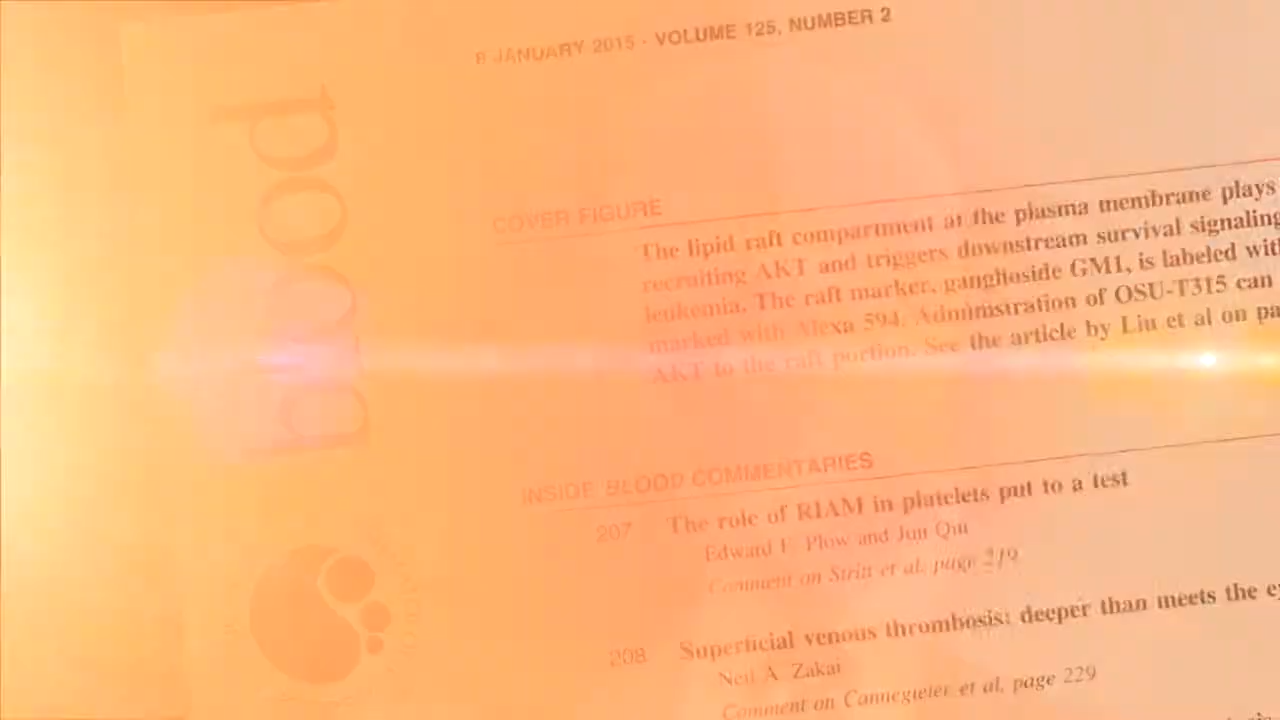 8 JANUARY 2015 · VOLUME 125, NUMBER 2
blood
COVER FIGURE
The lipid raft compartment at the plasma membrane plays
recruiting AKT and triggers downstream survival signaling
leukemia. The raft marker, ganglioside GM1, is labeled with
marked with Alexa 594. Administration of OSU-T315 can
AKT to the raft portion. See the article by Liu et al on
INSIDE BLOOD COMMENTARIES
207 The role of RIAM in platelets put to a test
Edward F. Plow and Jun Qin
Comment on Stritt et al, page 219
208 Superficial venous thrombosis: deeper than meets the
Neil A. Zakai
Comment on Cannegieter et al, page 229